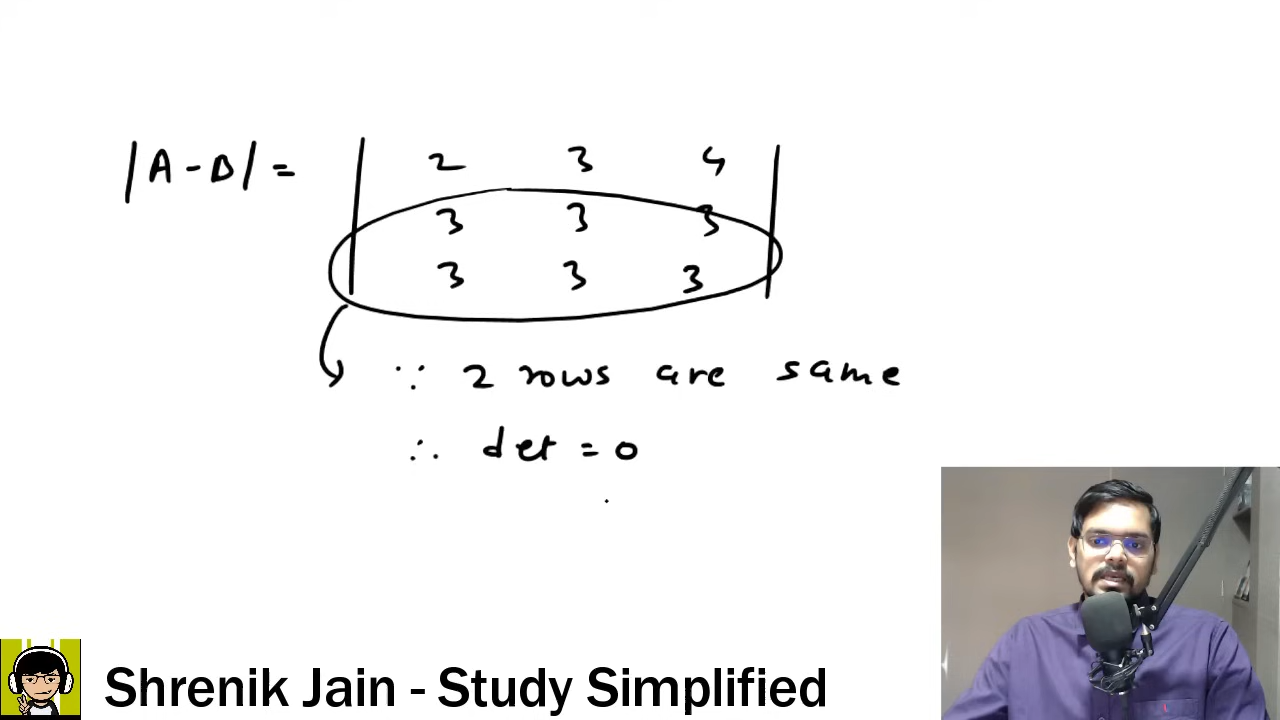 |A-B| = | 2 3 4 |
3 3 3
3 3 3
∵ 2 rows are same
∴ det = 0
Shrenik Jain - Study Simplified